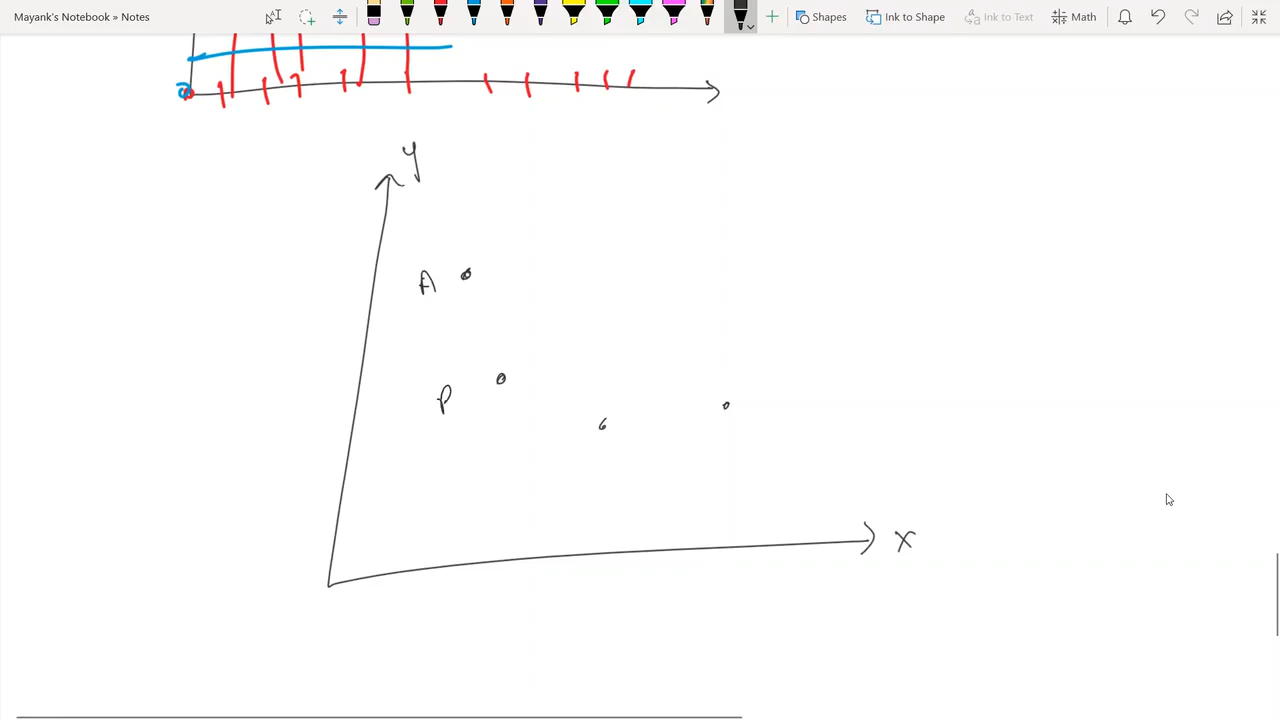 Mayank's Notebook » Notes
Shapes
Ink to Shape
Ink to Text
Math
y
A
P
x